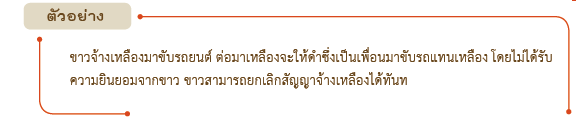 ตัวอย่าง
ขาวจ้างเหลืองมาขับรถยนต์ ต่อมาเหลืองจะให้ดำซึ่งเป็นเพื่อนมาขับรถแทนเหลือง โดยไม่ได้รับ
ความยินยอมจากขาว ขาวสามารถยกเลิกสัญญาจ้างเหลืองได้ทันท